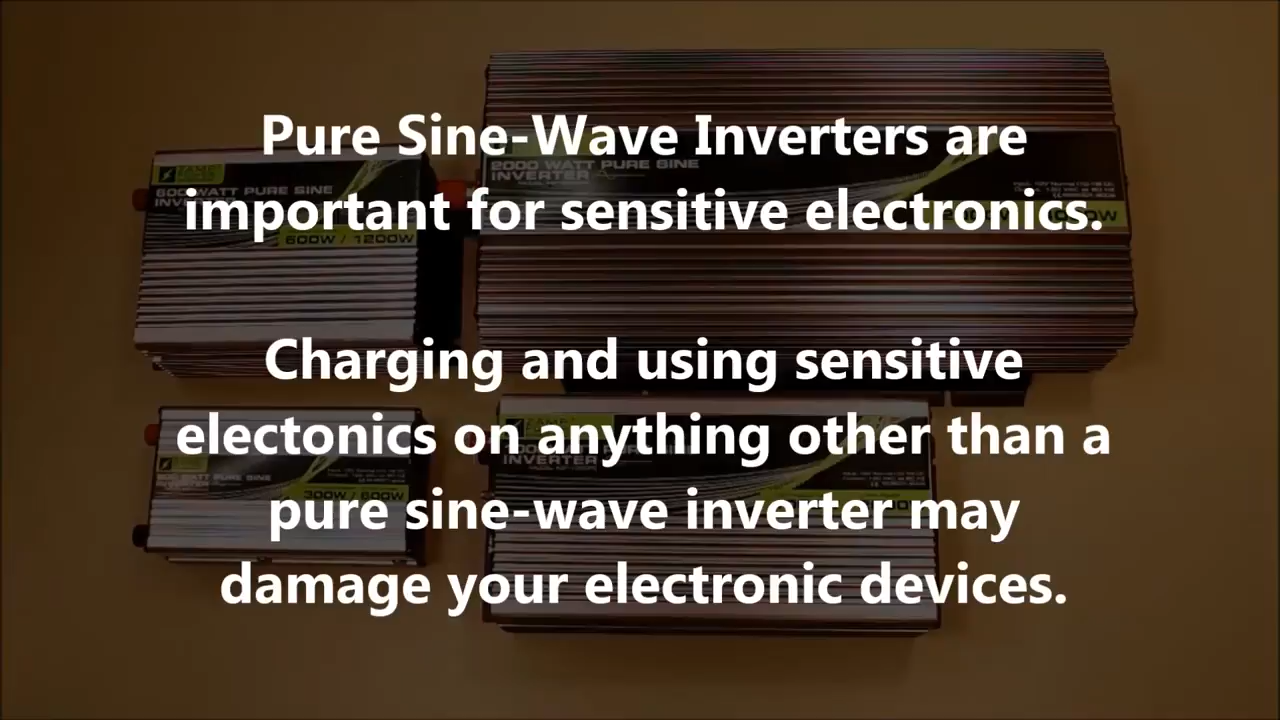 Pure Sine-Wave Inverters are
important for sensitive electronics.
Charging and using sensitive
electonics on anything other than a
pure sine-wave inverter may
damage your electronic devices.
600 WATT PURE SINE
600W / 1200W
2000 WATT PURE SINE
INVERTER
300W / 600W
INVERTER